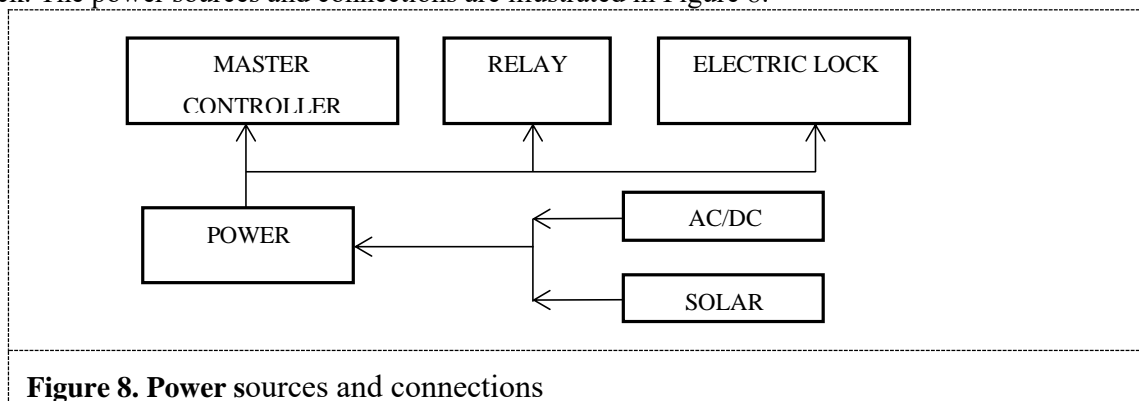 The power sources and connections are illustrated in Figure 8.
MASTER
CONTROLLER
RELAY
ELECTRIC LOCK
POWER
AC/DC
SOLAR
Figure 8. Power sources and connections